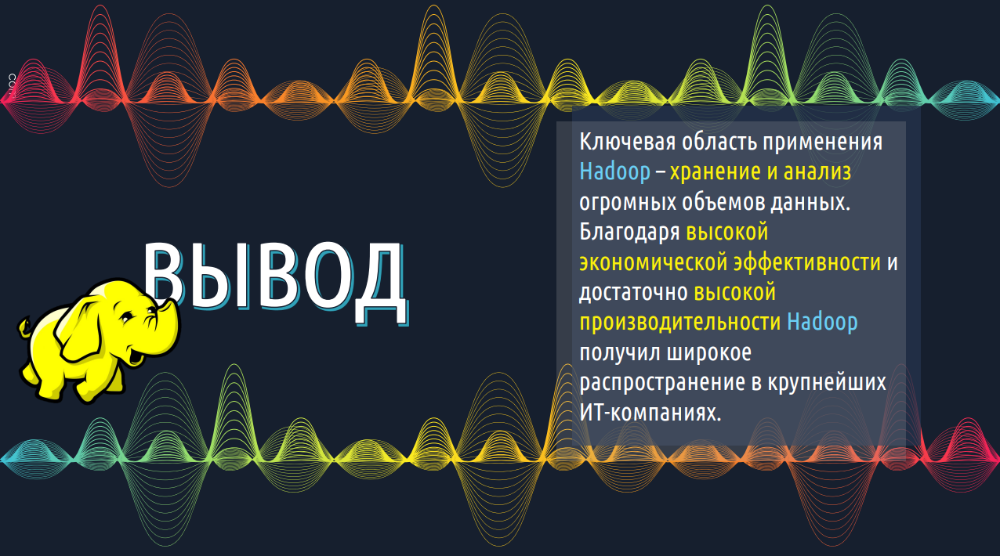 ВЫВОД
Ключевая область применения
Hadoop – хранение и анализ
огромных объемов данных.
Благодаря высокой
экономической эффективности и
достаточно высокой
производительности Hadoop
получил широкое
распространение в крупнейших
ИТ-компаниях.